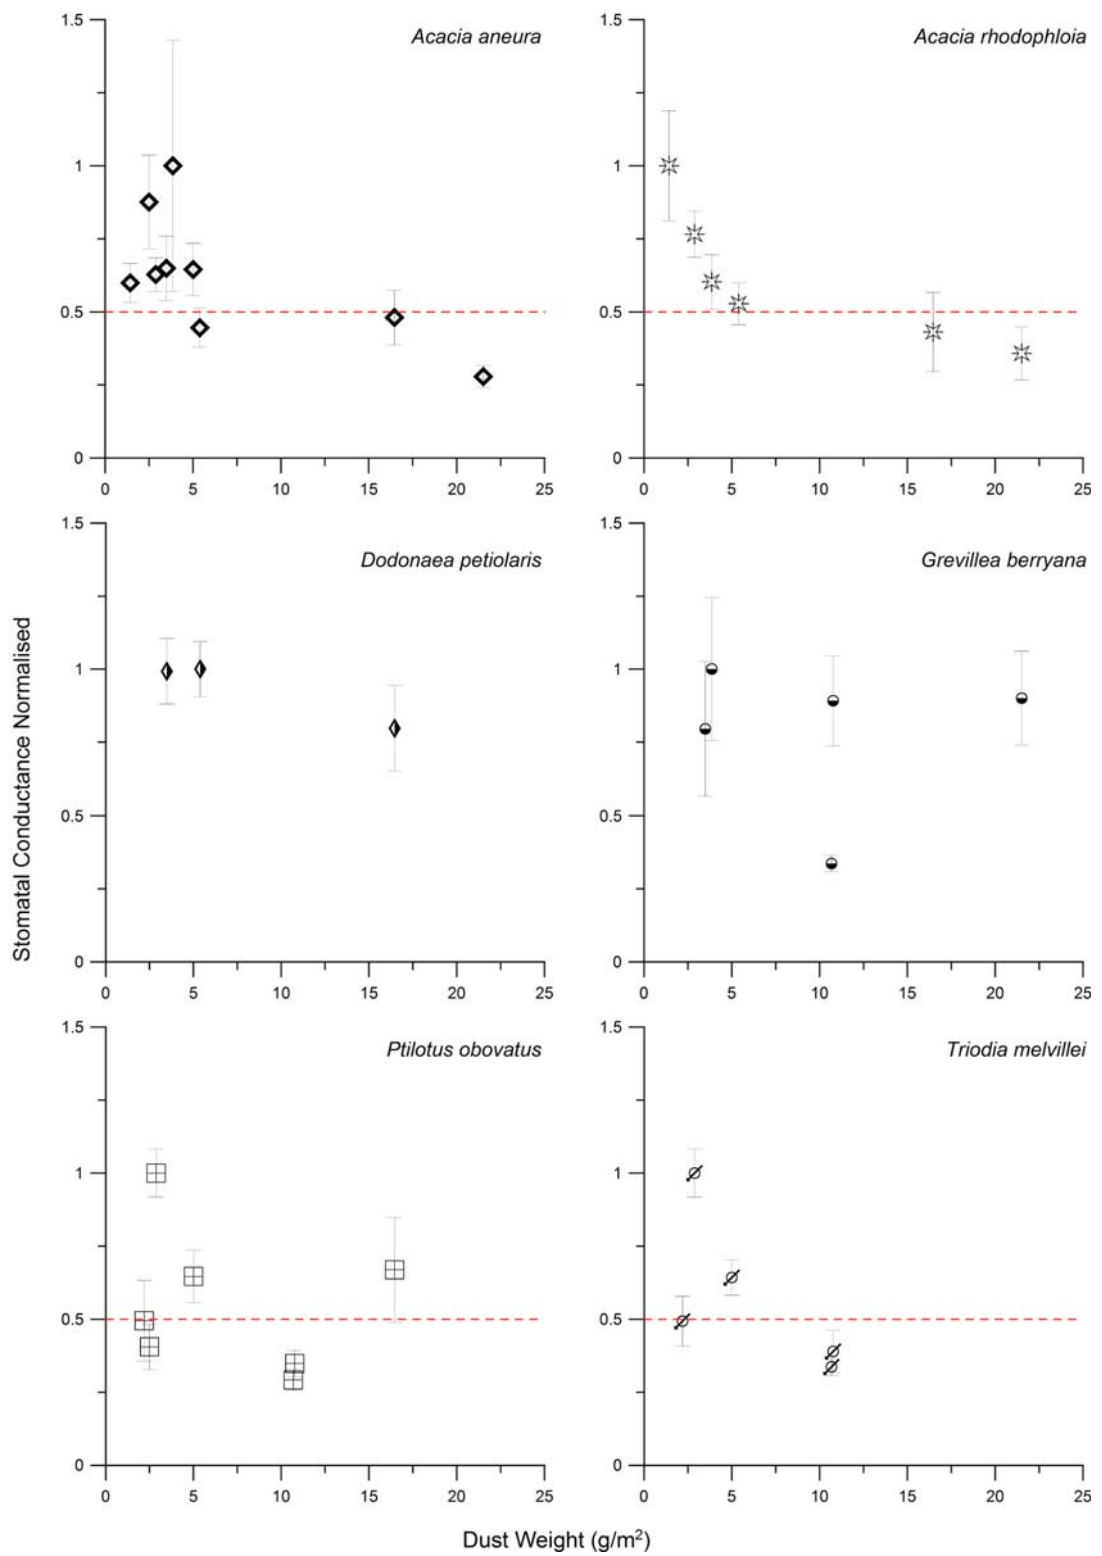 Acacia aneura
1.5
1
0.5
0
0 5 10 15 20 25
Acacia rhodophloia
1.5
1
0.5
0
0 5 10 15 20 25
Dodonaea petiolaris
1.5
1
0.5
0
0 5 10 15 20 25
Grevillea berryana
1.5
1
0.5
0
0 5 10 15 20 25
Ptilotus obovatus
1.5
1
0.5
0
0 5 10 15 20 25
Triodia melvillei
1.5
1
0.5
0
0 5 10 15 20 25
Stomatal Conductance Normalised
Dust Weight (g/m²)